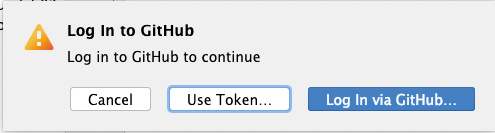 Log In to GitHub
Log in to GitHub to continue
Cancel
Use Token...
Log In via GitHub...